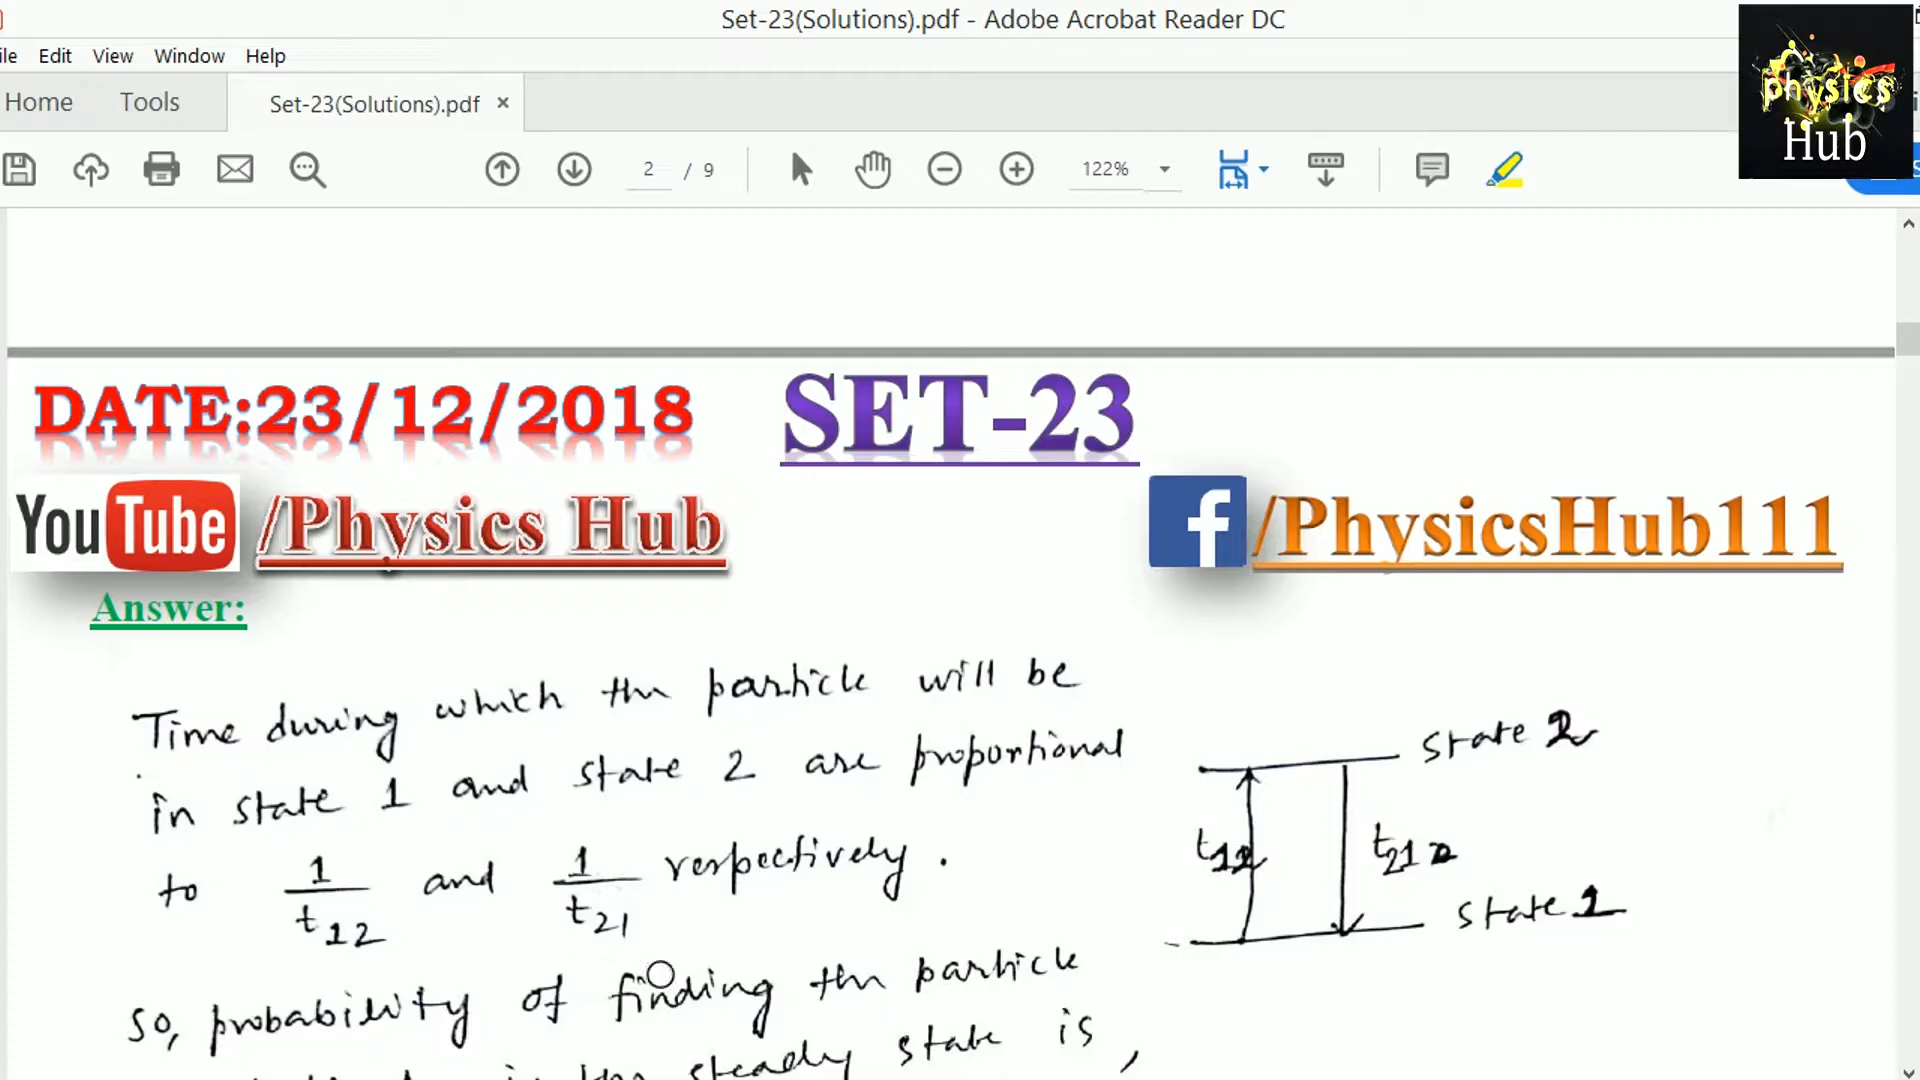 Set-23(Solutions).pdf - Adobe Acrobat Reader DC
ile Edit View Window Help
Home Tools Set-23(Solutions).pdf ×
2 / 9 122%
physics
Hub
DATE:23/12/2018 SET-23
YouTube /Physics Hub
f /PhysicsHub111
Answer:
Time during which the particle will be
in state 1 and state 2 are proportional
to 1/t12 and 1/t21 respectively.
So, probability of finding the particle
steady state is,
State 2
t12 t21
State 1